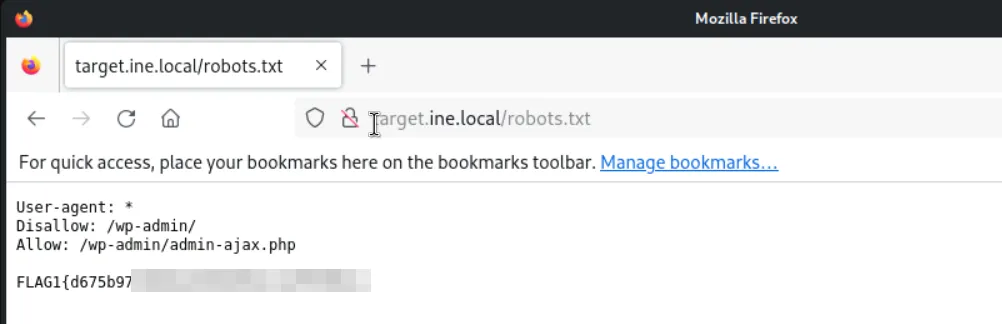 Mozilla Firefox
target.ine.local/robots.txt
target.ine.local/robots.txt
For quick access, place your bookmarks here on the bookmarks toolbar. Manage bookmarks...
User-agent: *
Disallow: /wp-admin/
Allow: /wp-admin/admin-ajax.php
FLAG1{d675b97